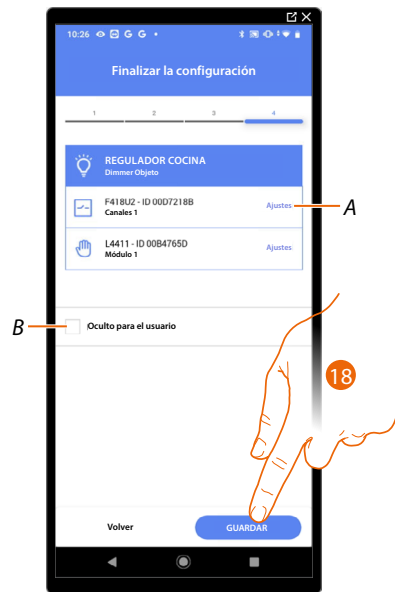 10:26 G G
Finalizar la configuración
1 2 3 4
REGULADOR COCINA
Dimmer Objeto
F418U2 - ID 00D7218B
Canales 1
Ajustes
A
L4411 - ID 00B4765D
Módulo 1
Ajustes
B
Oculto para el usuario
18
Volver
GUARDAR